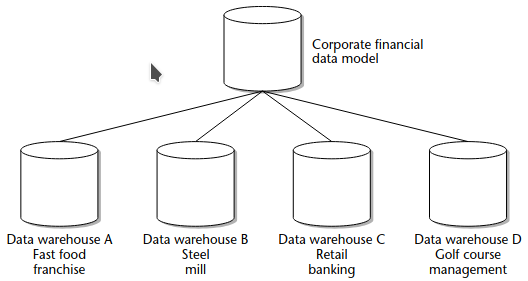 Corporate financial
data model
Data warehouse A
Fast food
franchise
Data warehouse B
Steel
mill
Data warehouse C
Retail
banking
Data warehouse D
Golf course
management